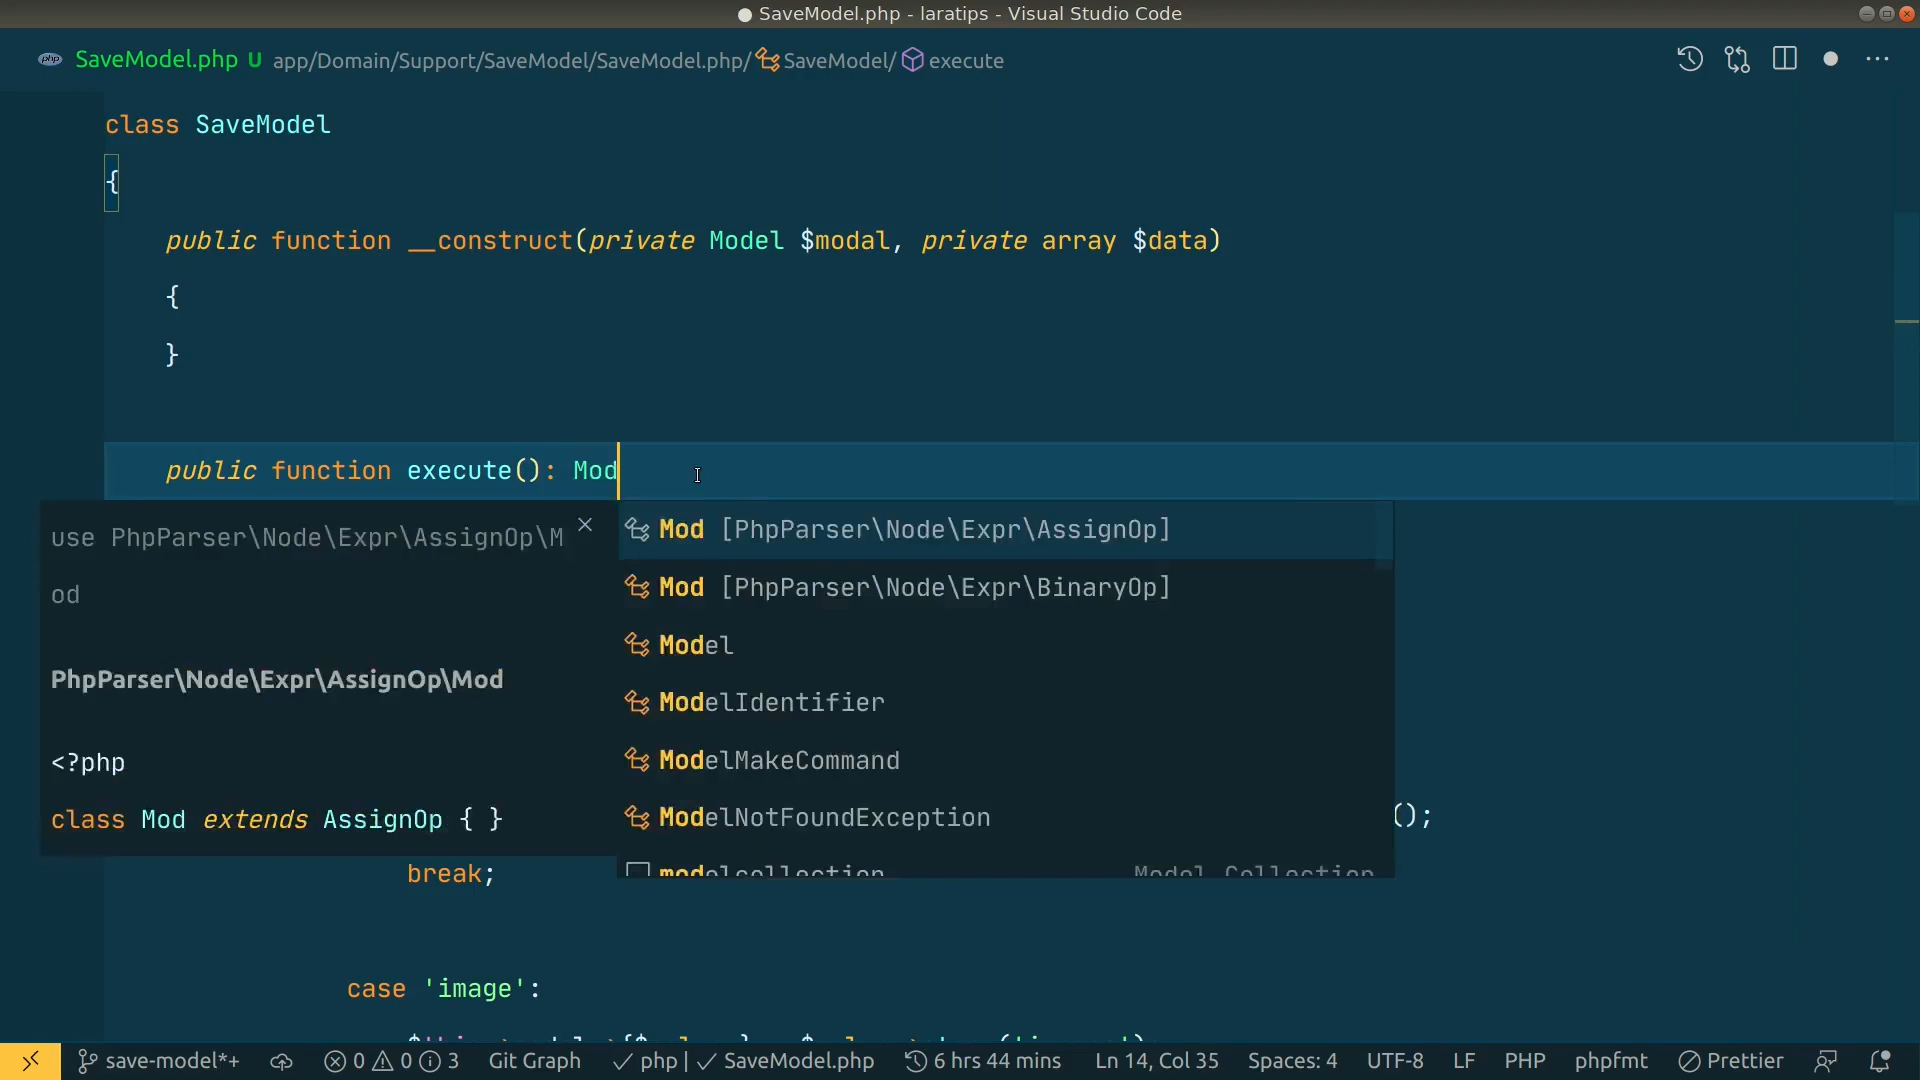 SaveModel.php - laratips - Visual Studio Code
php SaveModel.php U app/Domain/Support/SaveModel/SaveModel.php/ SaveModel/ execute
class SaveModel
{
public function __construct(private Model $modal, private array $data)
{
}
public function execute(): Mod
use PhpParser\Node\Expr\AssignOp\M
od
PhpParser\Node\Expr\AssignOp\Mod
<?php
class Mod extends AssignOp { }
Mod [PhpParser\Node\Expr\AssignOp]
Mod [PhpParser\Node\Expr\BinaryOp]
Model
ModelIdentifier
ModelMakeCommand
ModelNotFoundException
modelcollection Model Collection
();
break;
case 'image':
save-model*+ 0 0 3 Git Graph php | SaveModel.php 6 hrs 44 mins Ln 14, Col 35 Spaces: 4 UTF-8 LF PHP phpfmt Prettier